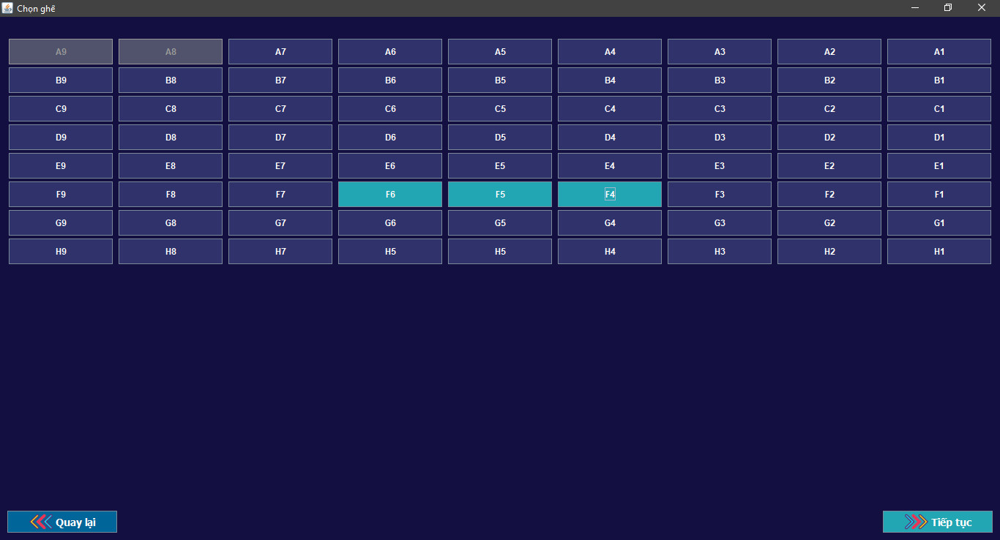 Chọn ghế
A9 A8 A7 A6 A5 A4 A3 A2 A1
B9 B8 B7 B6 B5 B4 B3 B2 B1
C9 C8 C7 C6 C5 C4 C3 C2 C1
D9 D8 D7 D6 D5 D4 D3 D2 D1
E9 E8 E7 E6 E5 E4 E3 E2 E1
F9 F8 F7 F6 F5 F4 F3 F2 F1
G9 G8 G7 G6 G5 G4 G3 G2 G1
H9 H8 H7 H5 H5 H4 H3 H2 H1
Quay lại Tiếp tục